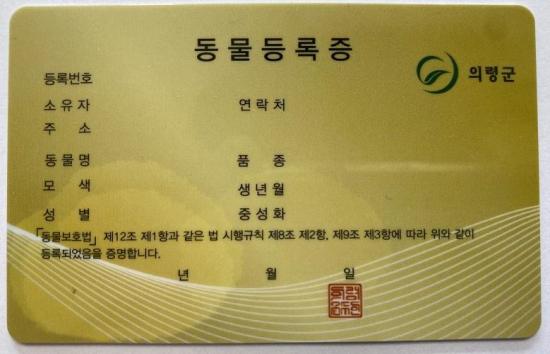 동물등록증
의령군
등록번호
소유자 연락처
주 소
동물명 품 종
모 색 생년월
성 별 중성화
「동물보호법」 제12조 제1항과 같은 법 시행규칙 제8조 제2항, 제9조 제3항에 따라 위와 같이
등록되었음을 증명합니다.
년 월 일